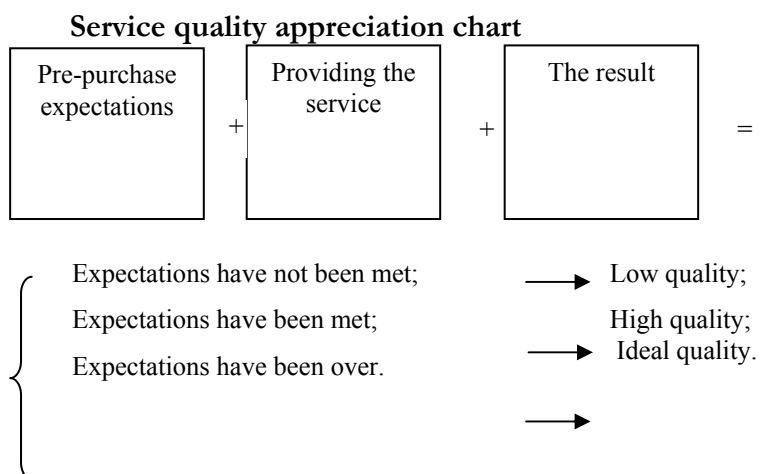 Service quality appreciation chart
Pre-purchase
expectations
+
Providing the
service
+
The result
=
Expectations have not been met;
Low quality;
Expectations have been met;
High quality;
Expectations have been over.
Ideal quality.